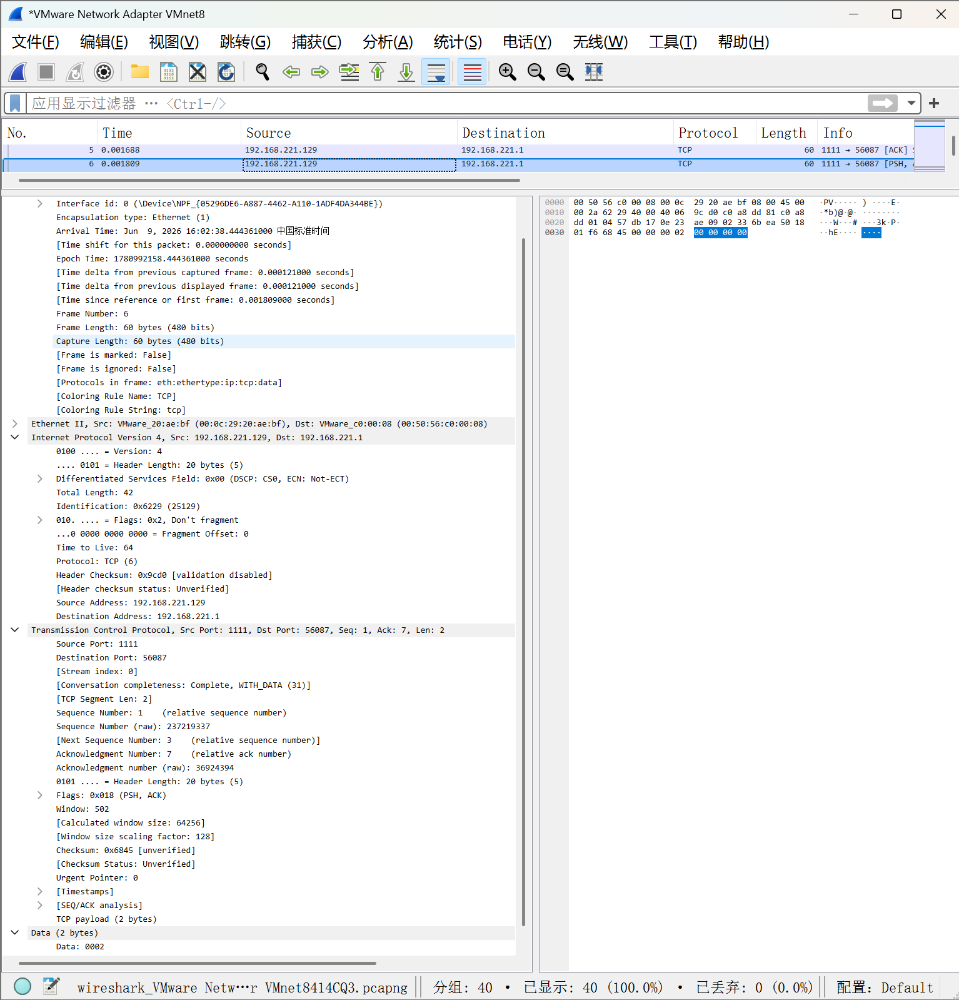 *VMware Network Adapter VMnet8
文件(F) 编辑(E) 视图(V) 跳转(G) 捕获(C) 分析(A) 统计(S) 电话(Y) 无线(W) 工具(T) 帮助(H)
应用显示过滤器 … <Ctrl-/>
No. Time Source Destination Protocol Length Info
5 0.001688 192.168.221.129 192.168.221.1 TCP 60 1111 → 56087 [ACK]
6 0.001809 192.168.221.129 192.168.221.1 TCP 60 1111 → 56087 [PSH,
Interface id: 0 (\Device\NPF_{05296DE6-A887-4462-A110-1ADF4DA344BE})
Encapsulation type: Ethernet (1)
Arrival Time: Jun  9, 2026 16:02:38.444361000 中国标准时间
[Time shift for this packet: 0.000000000 seconds]
Epoch Time: 1780992158.444361000 seconds
[Time delta from previous captured frame: 0.000121000 seconds]
[Time delta from previous displayed frame: 0.000121000 seconds]
[Time since reference or first frame: 0.001809000 seconds]
Frame Number: 6
Frame Length: 60 bytes (480 bits)
Capture Length: 60 bytes (480 bits)
[Frame is marked: False]
[Frame is ignored: False]
[Protocols in frame: eth:ethertype:ip:tcp:data]
[Coloring Rule Name: TCP]
[Coloring Rule String: tcp]
Ethernet II, Src: VMware_20:ae:bf (00:0c:29:20:ae:bf), Dst: VMware_c0:00:08 (00:50:56:c0:00:08)
Internet Protocol Version 4, Src: 192.168.221.129, Dst: 192.168.221.1
0100 .... = Version: 4
.... 0101 = Header Length: 20 bytes (5)
Differentiated Services Field: 0x00 (DSCP: CS0, ECN: Not-ECT)
Total Length: 42
Identification: 0x6229 (25129)
010. .... = Flags: 0x2, Don't fragment
...0 0000 0000 0000 = Fragment Offset: 0
Time to Live: 64
Protocol: TCP (6)
Header Checksum: 0x9cd0 [validation disabled]
[Header checksum status: Unverified]
Source Address: 192.168.221.129
Destination Address: 192.168.221.1
Transmission Control Protocol, Src Port: 1111, Dst Port: 56087, Seq: 1, Ack: 7, Len: 2
Source Port: 1111
Destination Port: 56087
[Stream index: 0]
[Conversation completeness: Complete, WITH_DATA (31)]
[TCP Segment Len: 2]
Sequence Number: 1    (relative sequence number)
Sequence Number (raw): 237219337
[Next Sequence Number: 3    (relative sequence number)]
Acknowledgment Number: 7    (relative ack number)
Acknowledgment number (raw): 36924394
0101 .... = Header Length: 20 bytes (5)
Flags: 0x018 (PSH, ACK)
Window: 502
[Calculated window size: 64256]
[Window size scaling factor: 128]
Checksum: 0x6845 [unverified]
[Checksum Status: Unverified]
Urgent Pointer: 0
[Timestamps]
[SEQ/ACK analysis]
TCP payload (2 bytes)
Data (2 bytes)
Data: 0002
0000 00 50 56 c0 00 08 00 0c 29 20 ae bf 08 00 45 00 ·PV····· ) ····E·
0010 00 2a 62 29 40 00 40 06 9c d0 c0 a8 dd 81 c0 a8 ·*b)@·@· ········
0020 dd 01 04 57 db 17 0e 23 ae 09 02 33 6b ea 50 18 ···W···# ···3k·P·
0030 01 f6 68 45 00 00 00 02 00 00 00 00 ··hE···· ····
wireshark_VMware Netw…r VMnet8414CQ3.pcapng 分组: 40 · 已显示: 40 (100.0%) · 已丢弃: 0 (0.0%) 配置: Default